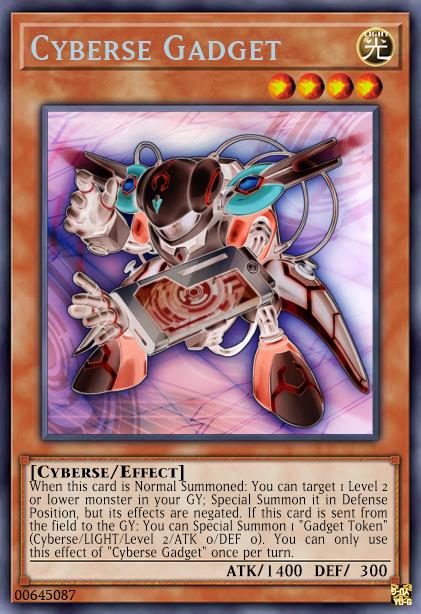 Cyberse Gadget
LIGHT
光
[Cyberse/Effect]
When this card is Normal Summoned: You can target 1 Level 2
or lower monster in your GY; Special Summon it in Defense
Position, but its effects are negated. If this card is sent from
the field to the GY: You can Special Summon 1 "Gadget Token"
(Cyberse/LIGHT/Level 2/ATK 0/DEF 0). You can only use
this effect of "Cyberse Gadget" once per turn.
ATK/1400 DEF/ 300
00645087